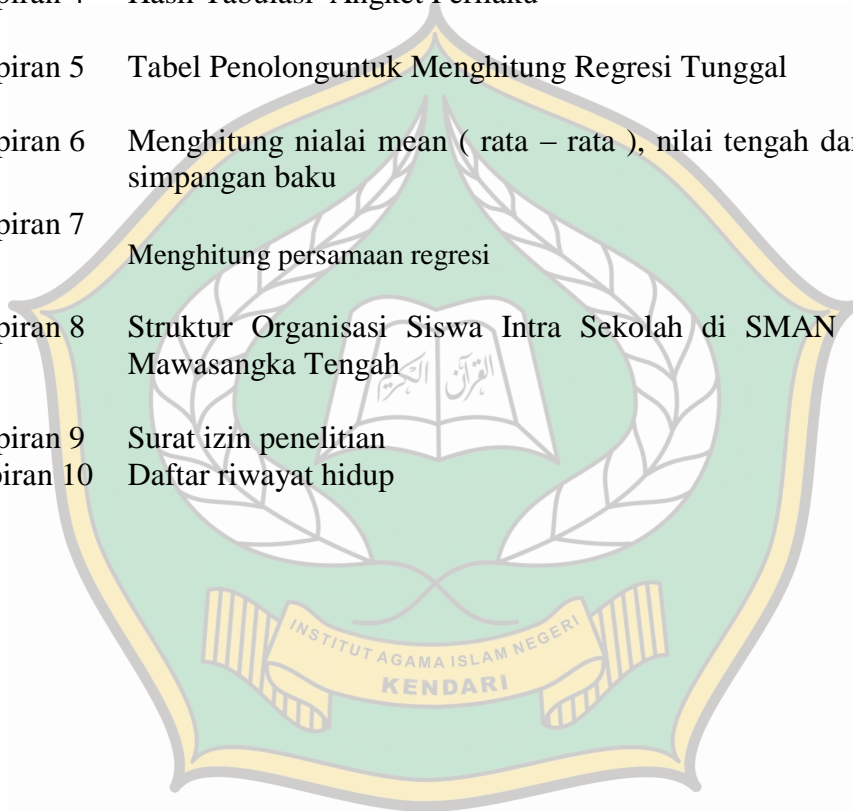 piran 4 Hasil Tabulasi Angket Perilaku
piran 5 Tabel Penolonguntuk Menghitung Regresi Tunggal
piran 6 Menghitung nialai mean ( rata – rata ), nilai tengah dan
simpangan baku
piran 7
Menghitung persamaan regresi
piran 8 Struktur Organisasi Siswa Intra Sekolah di SMAN
Mawasangka Tengah
القرآن الكريم
piran 9 Surat izin penelitian
piran 10 Daftar riwayat hidup
INSTITUT AGAMA ISLAM NEGERI
KENDARI